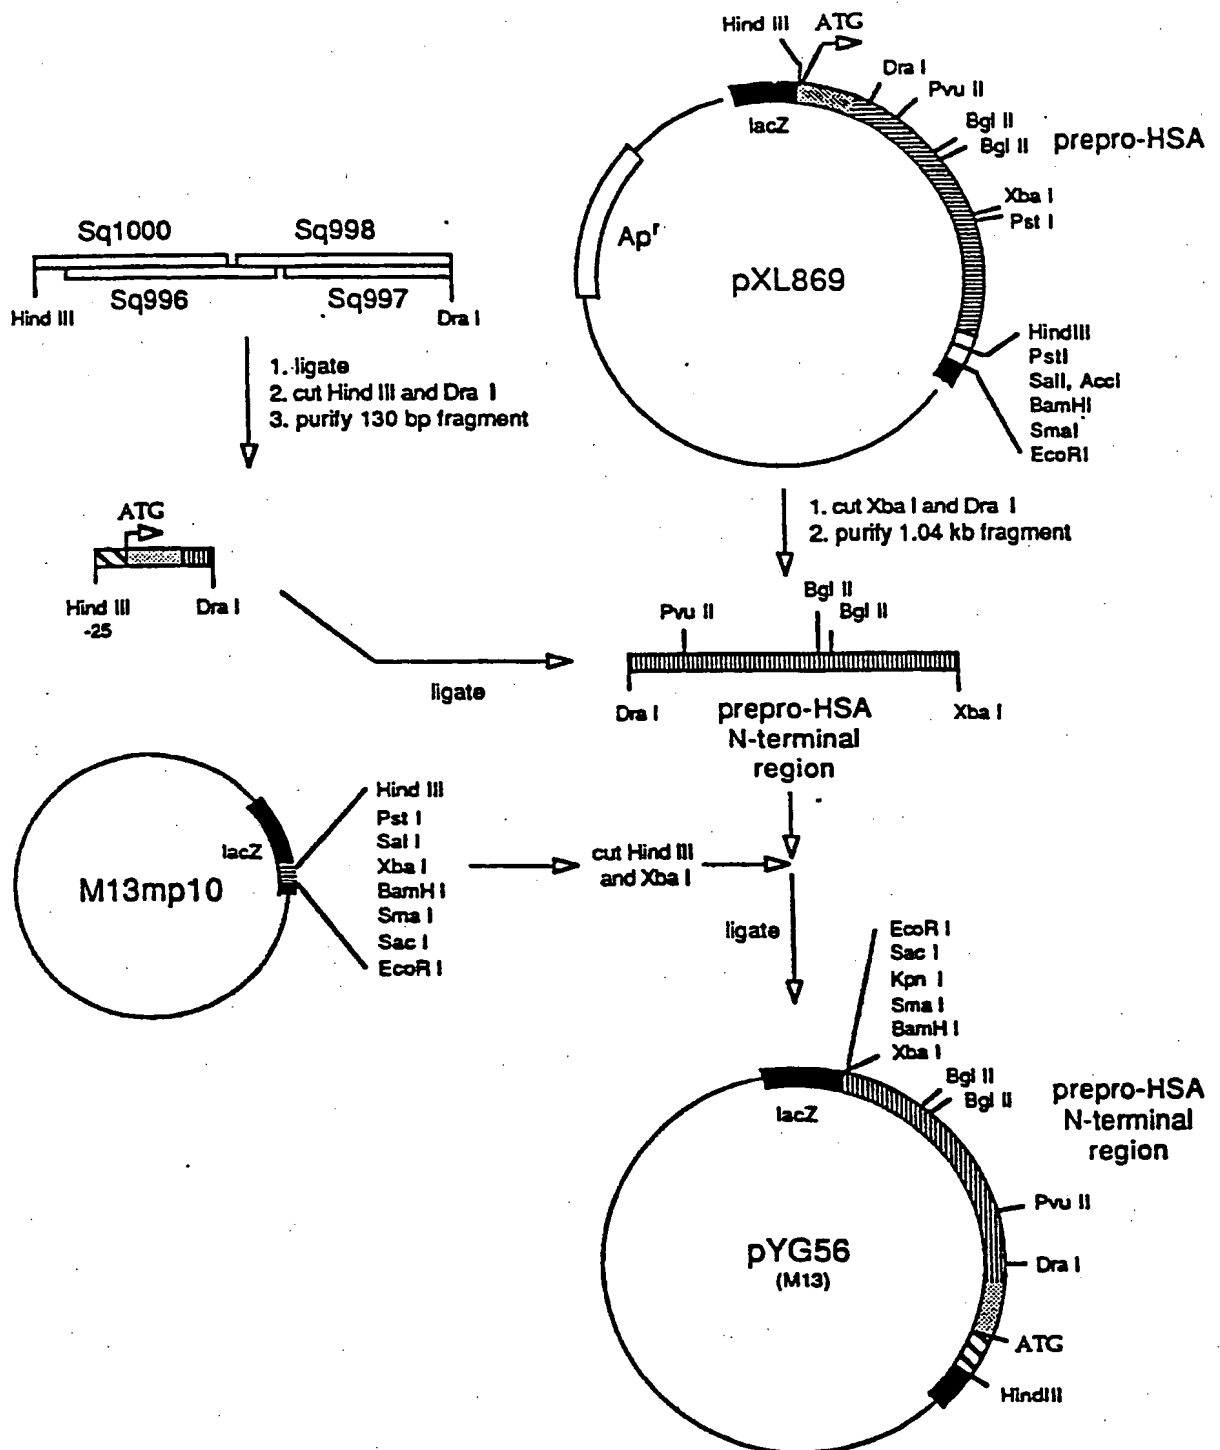 Hind III
ATG
Dra I
Pvu II
Bgl II
Bgl II
prepro-HSA
Xba I
Pst I
lacZ
Apr
pXL869
HindIII
PstI
SalI, AccI
BamHI
SmaI
EcoRI
Sq1000
Sq998
Sq996
Sq997
Hind III
Dra I
1. ligate
2. cut Hind III and Dra I
3. purify 130 bp fragment
1. cut Xba I and Dra I
2. purify 1.04 kb fragment
ATG
Hind III
-25
Dra I
ligate
Pvu II
Bgl II
Bgl II
Dra I
Xba I
prepro-HSA
N-terminal
region
M13mp10
lacZ
Hind III
Pst I
Sal I
Xba I
BamH I
Sma I
Sac I
EcoR I
cut Hind III
and Xba I
ligate
EcoR I
Sac I
Kpn I
Sma I
BamH I
Xba I
Bgl II
Bgl II
prepro-HSA
N-terminal
region
lacZ
Pvu II
Dra I
pYG56
(M13)
ATG
HindIII